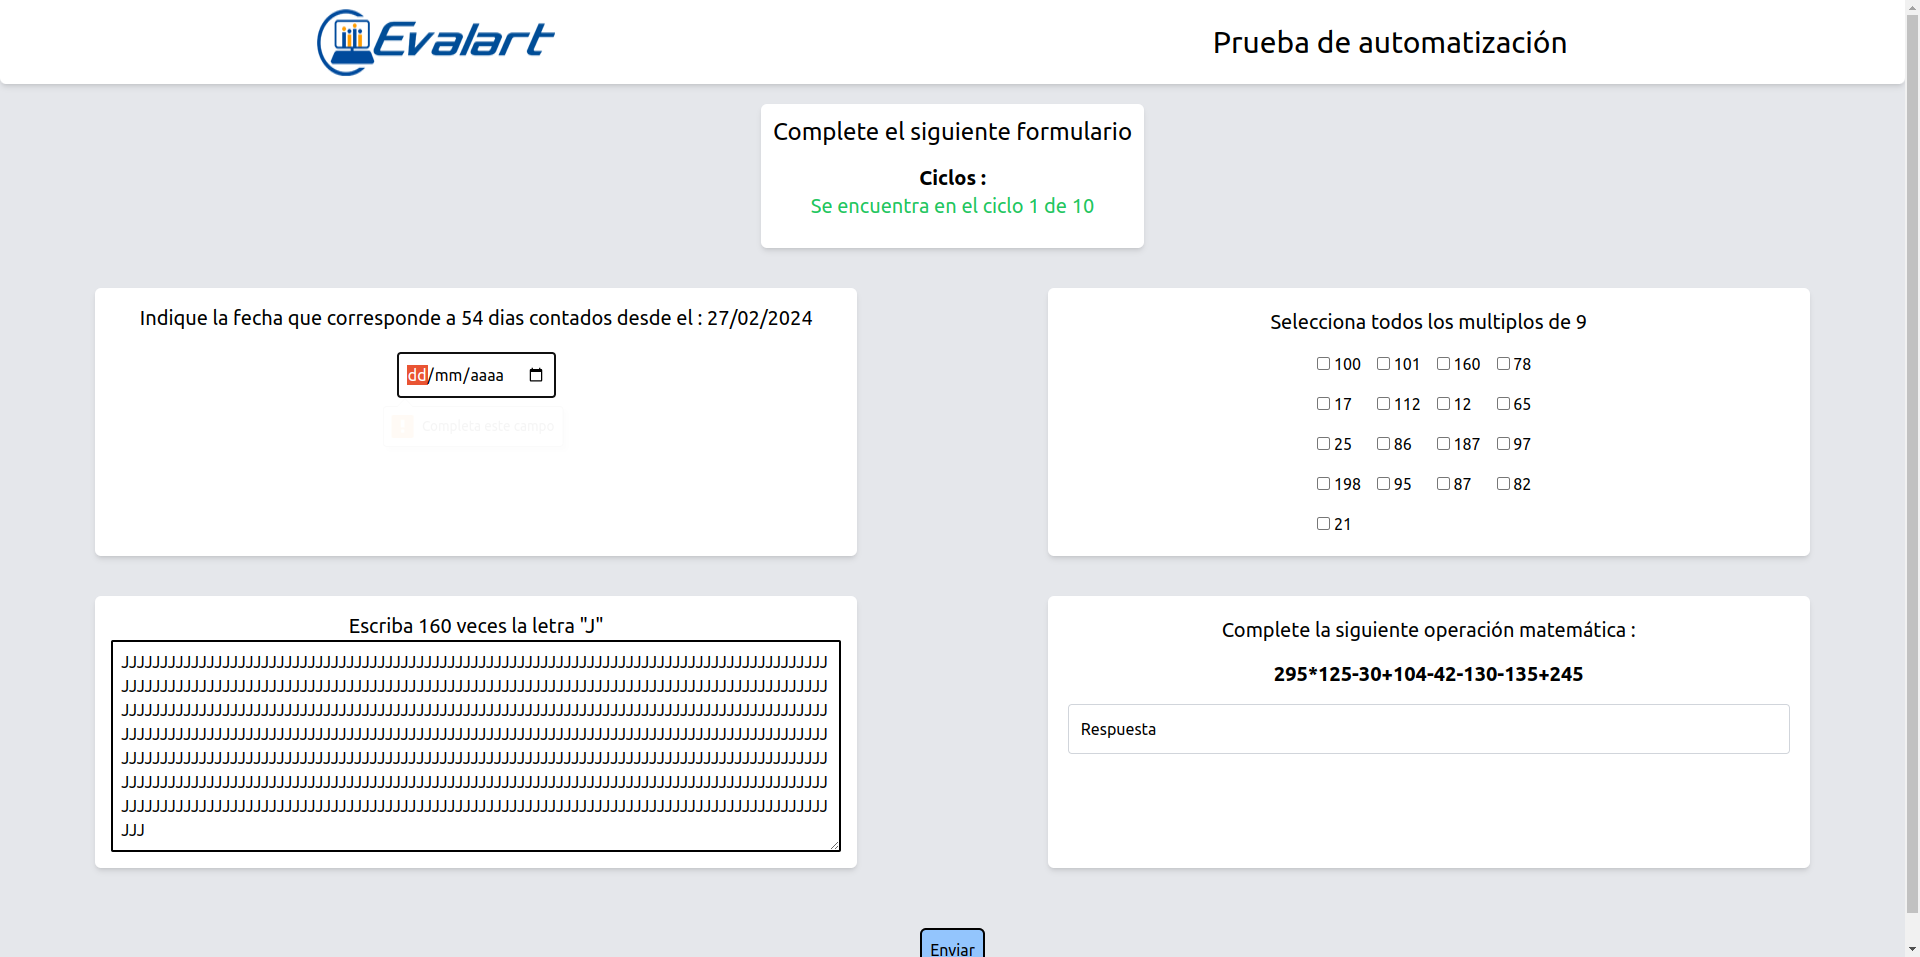 Evalart
Prueba de automatización
Complete el siguiente formulario
Ciclos :
Se encuentra en el ciclo 1 de 10
Indique la fecha que corresponde a 54 dias contados desde el : 27/02/2024
dd/mm/aaaa
Completa este campo
Selecciona todos los multiplos de 9
100 101 160 78
17 112 12 65
25 86 187 97
198 95 87 82
21
Escriba 160 veces la letra "J"
JJJ
Complete la siguiente operación matemática :
295*125-30+104-42-130-135+245
Respuesta
Enviar